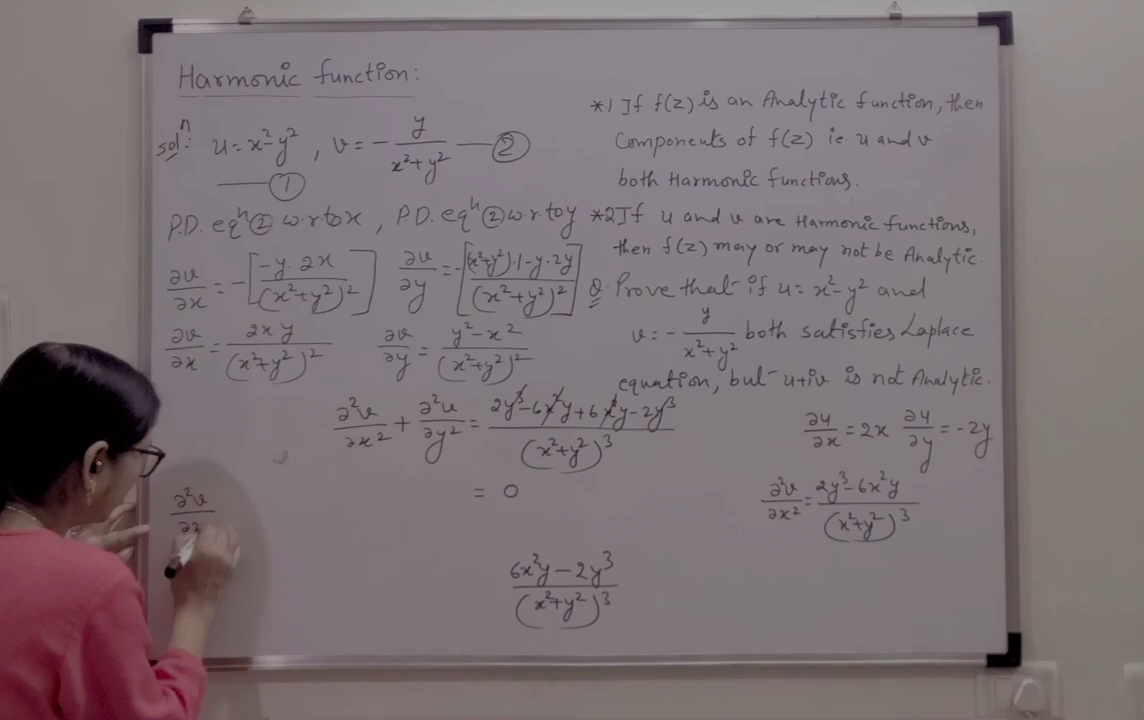 Harmonic function:
solⁿ: u = x²-y² , v = - y/(x²+y²) —②
—①
P.D. eqⁿ ② w.r.to x , P.D. eqⁿ ② w.r.to y
∂v/∂x = -[-y.2x/(x²+y²)²] ∂v/∂y = -[(x²+y²).1-y.2y/(x²+y²)²]
∂v/∂x = 2xy/(x²+y²)² ∂v/∂y = y²-x²/(x²+y²)²
∂²v/∂x² + ∂²v/∂y² = 2y³-6x²y+6x²y-2y³/(x²+y²)³
= 0
∂²v
6x²y-2y³/(x²+y²)³
*1 If f(z) is an Analytic function, then
Components of f(z) ie u and v
both Harmonic functions.
*2 If u and v are Harmonic functions,
then f(z) may or may not be Analytic.
Q. Prove that if u = x²-y² and
v = - y/(x²+y²) both satisfies Laplace
equation, but u+iv is not Analytic.
∂u/∂x = 2x ∂u/∂y = -2y
∂²v/∂x² = 2y³-6x²y/(x²+y²)³